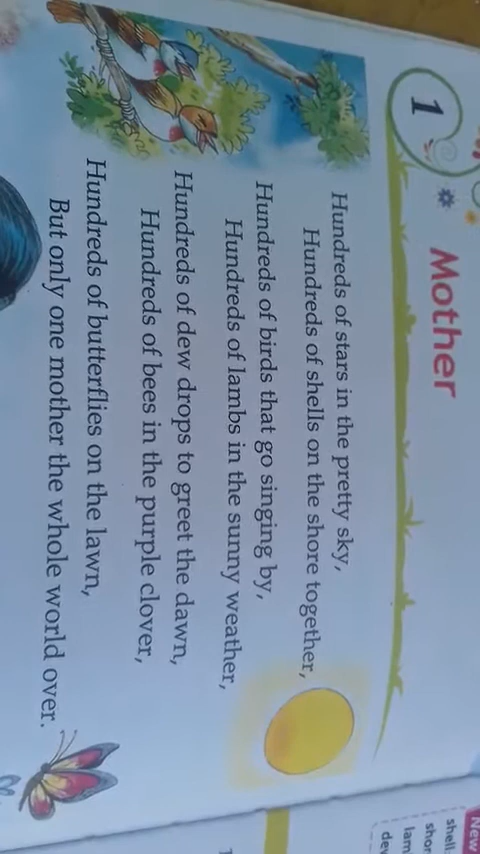 1
Mother
Hundreds of stars in the pretty sky,
Hundreds of shells on the shore together,
Hundreds of birds that go singing by,
Hundreds of lambs in the sunny weather,
Hundreds of dew drops to greet the dawn,
Hundreds of bees in the purple clover,
Hundreds of butterflies on the lawn,
But only one mother the whole world over.
New